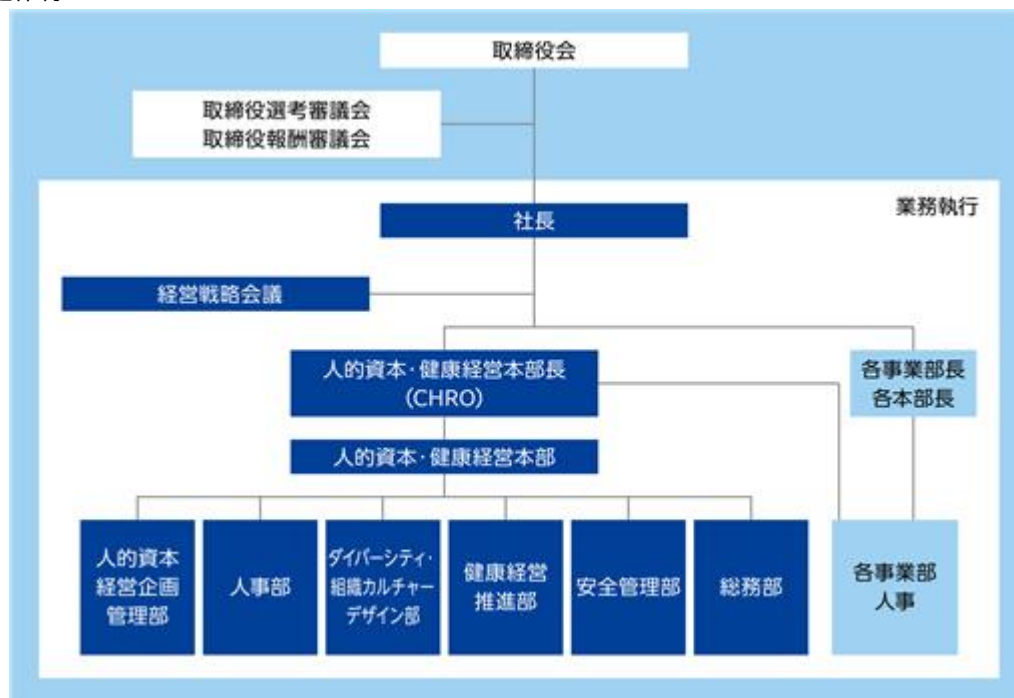 取締役会
取締役選考審議会
取締役報酬審議会
業務執行
社長
経営戦略会議
人的資本・健康経営本部長
(CHRO)
各事業部長
各本部長
人的資本・健康経営本部
人的資本
経営企画
管理部
人事部
ダイバーシティ・
組織カルチャー
デザイン部
健康経営
推進部
安全管理部
総務部
各事業部
人事